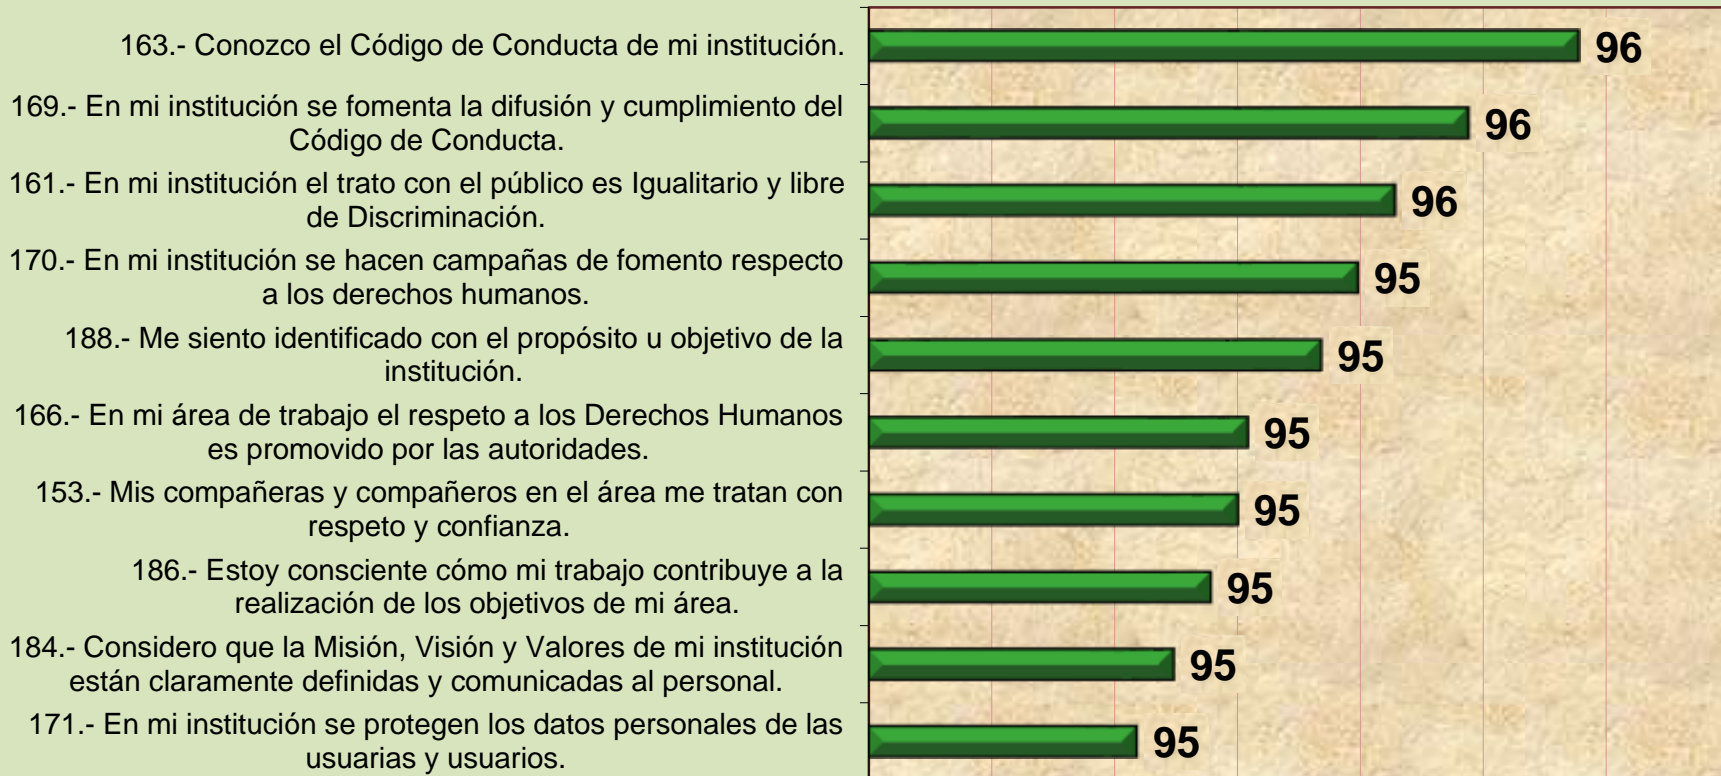 163.- Conozco el Código de Conducta de mi institución.
96
169.- En mi institución se fomenta la difusión y cumplimiento del
Código de Conducta.
96
161.- En mi institución el trato con el público es Igualitario y libre
de Discriminación.
96
170.- En mi institución se hacen campañas de fomento respecto
a los derechos humanos.
95
188.- Me siento identificado con el propósito u objetivo de la
institución.
95
166.- En mi área de trabajo el respeto a los Derechos Humanos
es promovido por las autoridades.
95
153.- Mis compañeras y compañeros en el área me tratan con
respeto y confianza.
95
186.- Estoy consciente cómo mi trabajo contribuye a la
realización de los objetivos de mi área.
95
184.- Considero que la Misión, Visión y Valores de mi institución
están claramente definidas y comunicadas al personal.
95
171.- En mi institución se protegen los datos personales de las
usuarias y usuarios.
95